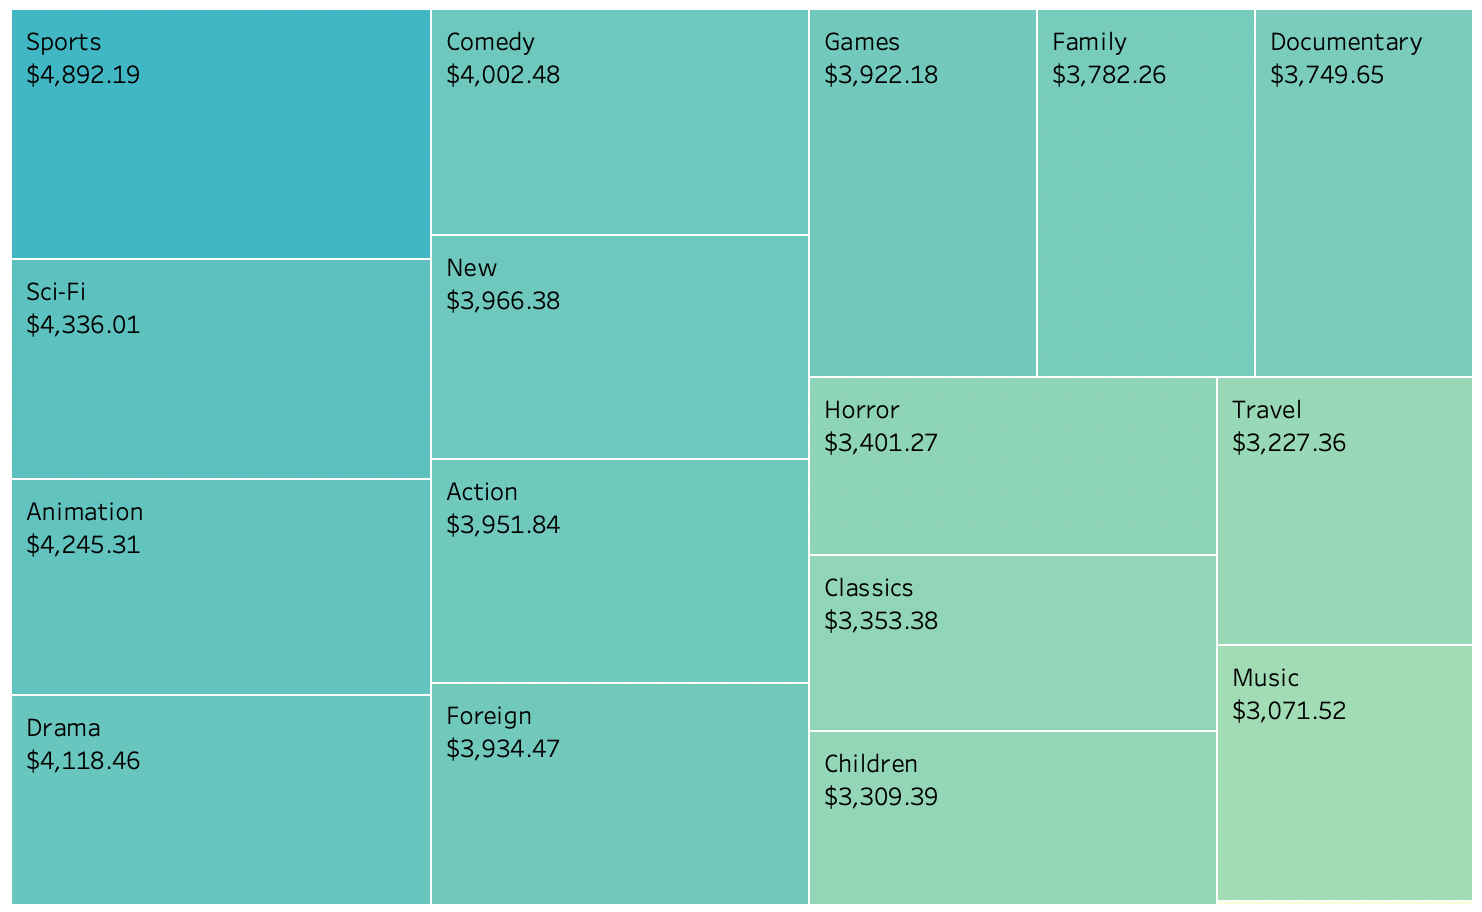 Sports
$4,892.19
Sci-Fi
$4,336.01
Animation
$4,245.31
Drama
$4,118.46
Comedy
$4,002.48
New
$3,966.38
Action
$3,951.84
Foreign
$3,934.47
Games
$3,922.18
Family
$3,782.26
Documentary
$3,749.65
Horror
$3,401.27
Classics
$3,353.38
Children
$3,309.39
Travel
$3,227.36
Music
$3,071.52